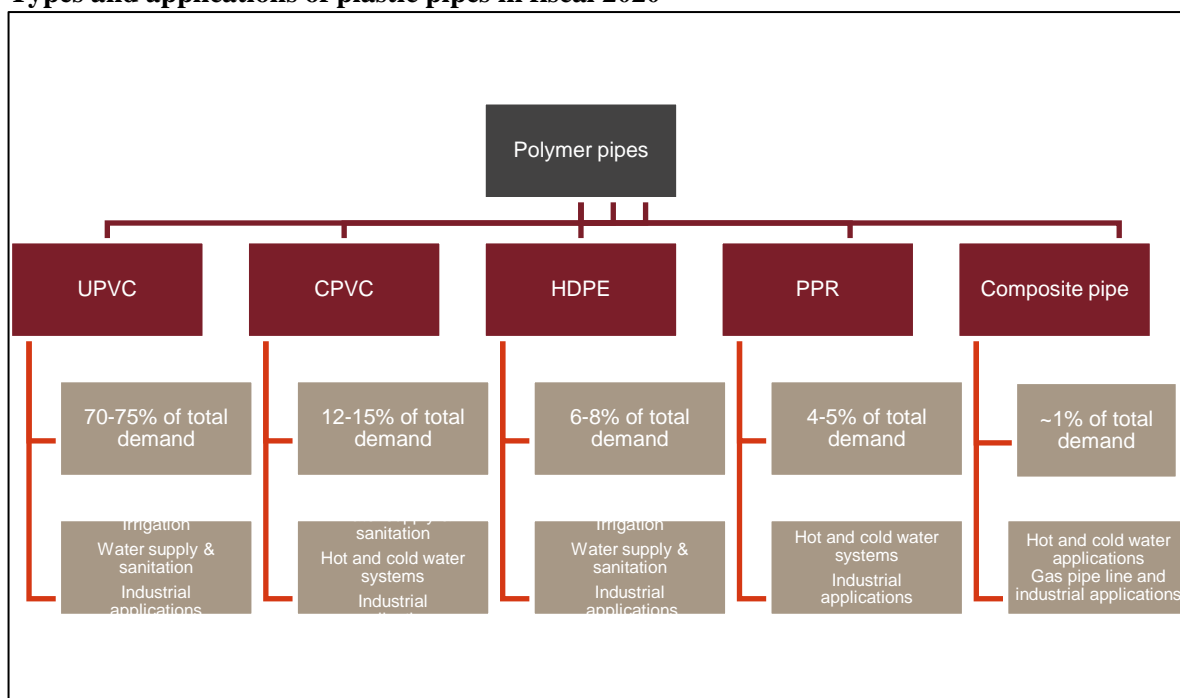 Types and applications of plastic pipes in fiscal 2020
Polymer pipes
UPVC
CPVC
HDPE
PPR
Composite pipe
70-75% of total
demand
12-15% of total
demand
6-8% of total
demand
4-5% of total
demand
~1% of total
demand
Irrigation
Water supply &
sanitation
Industrial
applications
sanitation
Hot and cold water
systems
Industrial
Irrigation
Water supply &
sanitation
Industrial
applications
Hot and cold water
systems
Industrial
applications
Hot and cold water
applications
Gas pipe line and
industrial applications